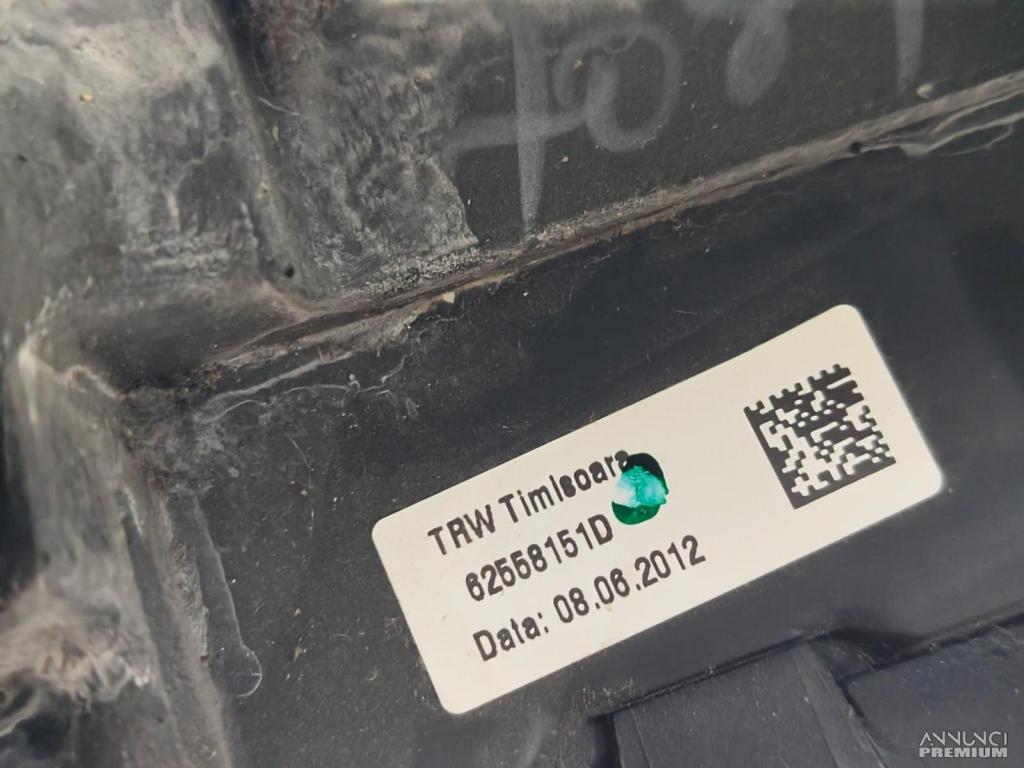 TRW Timisoara
62558151D
Data: 08.06.2012
ANNUNCI
PREMIUM